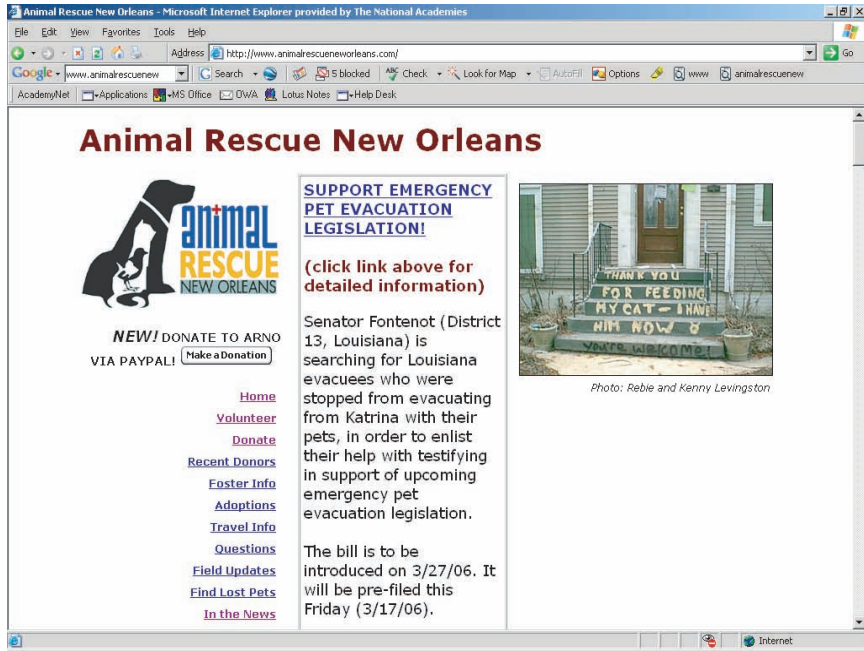 Animal Rescue New Orleans - Microsoft Internet Explorer provided by The National Academies
File Edit View Favorites Tools Help
Address http://www.animalrescueneworleans.com/ Go
Google www.animalrescuenew Search 5 blocked ABC Check Look for Map AutoFill Options www animalrescuenew
AcademyNet Applications MS Office OWA Lotus Notes Help Desk
Animal Rescue New Orleans
animal
RESCUE
NEW ORLEANS
NEW! DONATE TO ARNO
VIA PAYPAL! Make a Donation
Home
Volunteer
Donate
Recent Donors
Foster Info
Adoptions
Travel Info
Questions
Field Updates
Find Lost Pets
In the News
SUPPORT EMERGENCY
PET EVACUATION
LEGISLATION!
(click link above for
detailed information)
Senator Fontenot (District
13, Louisiana) is
searching for Louisiana
evacuees who were
stopped from evacuating
from Katrina with their
pets, in order to enlist
their help with testifying
in support of upcoming
emergency pet
evacuation legislation.
The bill is to be
introduced on 3/27/06. It
will be pre-filed this
Friday (3/17/06).
THANK YOU
FOR FEEDING
MY CAT - I HAVE
HIM NOW
You're welcome!
Photo: Rebie and Kenny Levingston
Internet